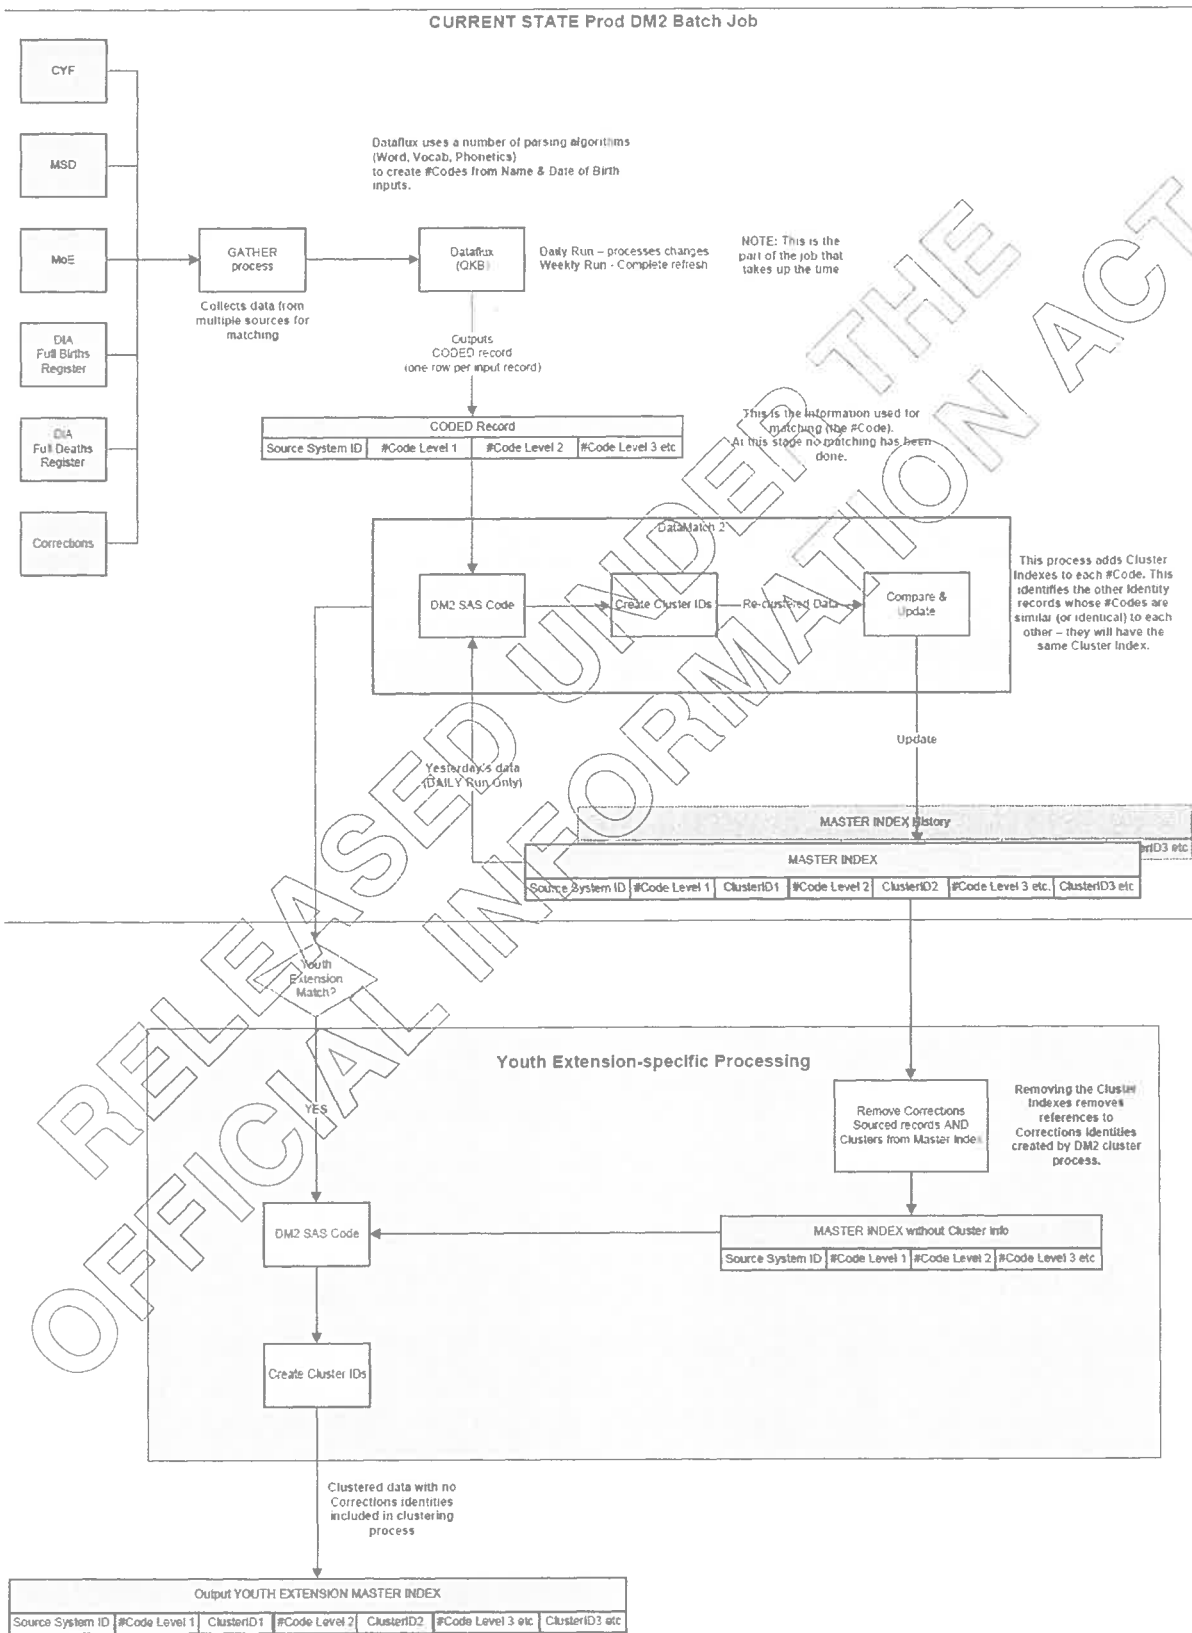 CURRENT STATE Prod DM2 Batch Job
CYF
MSD
MoE
DIA
Full Births
Register
DIA
Full Deaths
Register
Corrections
GATHER
process
Collects data from
multiple sources for
matching
Dataflux uses a number of parsing algorithms
(Word, Vocab, Phonetics)
to create #Codes from Name & Date of Birth
inputs.
Dataflux
(QKB)
Daily Run – processes changes
Weekly Run - Complete refresh
NOTE: This is the
part of the job that
takes up the time
Outputs
CODED record
(one row per input record)
CODED Record
Source System ID #Code Level 1 #Code Level 2 #Code Level 3 etc
This is the information used for
matching (the #Code).
At this stage no matching has been
done.
DataMatch 2
DM2 SAS Code
Create Cluster IDs
Re-clustered Data
Compare &
Update
This process adds Cluster
Indexes to each #Code. This
identifies the other Identity
records whose #Codes are
similar (or identical) to each
other – they will have the
same Cluster Index.
Update
Yesterday's data
(DAILY Run Only)
MASTER INDEX History
erID3 etc
MASTER INDEX
Source System ID #Code Level 1 ClusterID1 #Code Level 2 ClusterID2 #Code Level 3 etc. ClusterID3 etc
Youth
Extension
Match?
Youth Extension-specific Processing
YES
Remove Corrections
Sourced records AND
Clusters from Master Index
Removing the Cluster
Indexes removes
references to
Corrections identities
created by DM2 cluster
process.
DM2 SAS Code
MASTER INDEX without Cluster info
Source System ID #Code Level 1 #Code Level 2 #Code Level 3 etc
Create Cluster IDs
Clustered data with no
Corrections identities
included in clustering
process
Output YOUTH EXTENSION MASTER INDEX
Source System ID #Code Level 1 ClusterID1 #Code Level 2 ClusterID2 #Code Level 3 etc ClusterID3 etc
RELEASED UNDER THE
OFFICIAL INFORMATION ACT